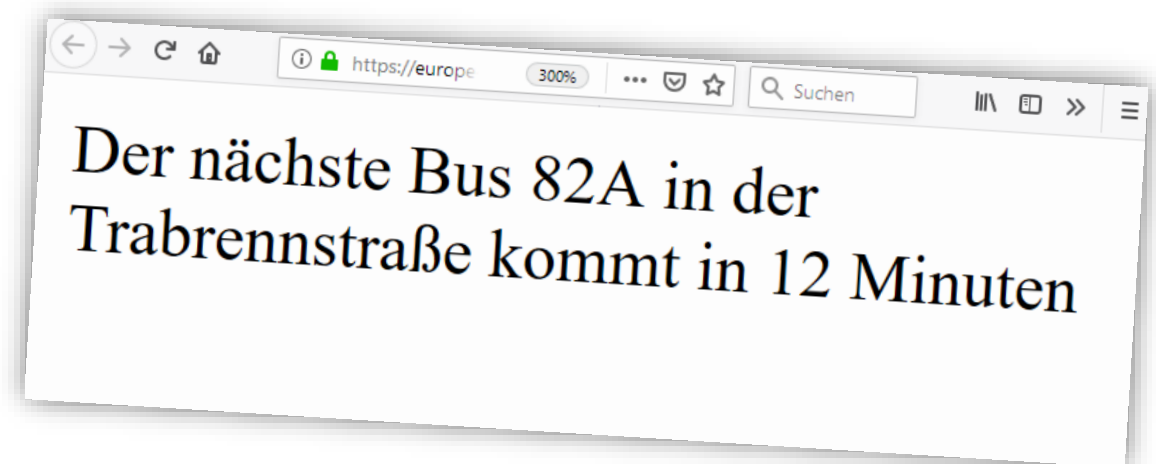 https://europe
300%
Suchen
Der nächste Bus 82A in der
Trabrennstraße kommt in 12 Minuten